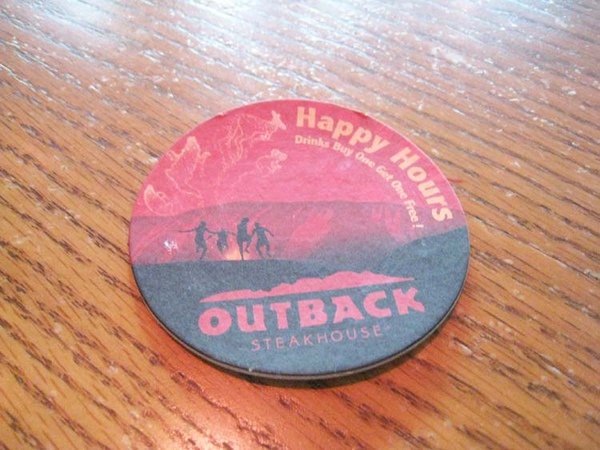 Happy Hours
Drinks Buy One Get One Free!
OUTBACK
STEAKHOUSE